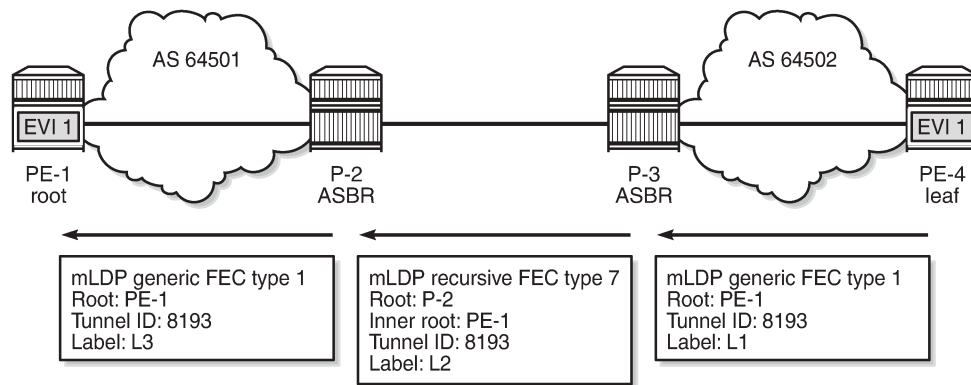 AS 64501
AS 64502
EVI 1
EVI 1
PE-1
root
P-2
ASBR
P-3
ASBR
PE-4
leaf
mLDP generic FEC type 1
Root: PE-1
Tunnel ID: 8193
Label: L3
mLDP recursive FEC type 7
Root: P-2
Inner root: PE-1
Tunnel ID: 8193
Label: L2
mLDP generic FEC type 1
Root: PE-1
Tunnel ID: 8193
Label: L1